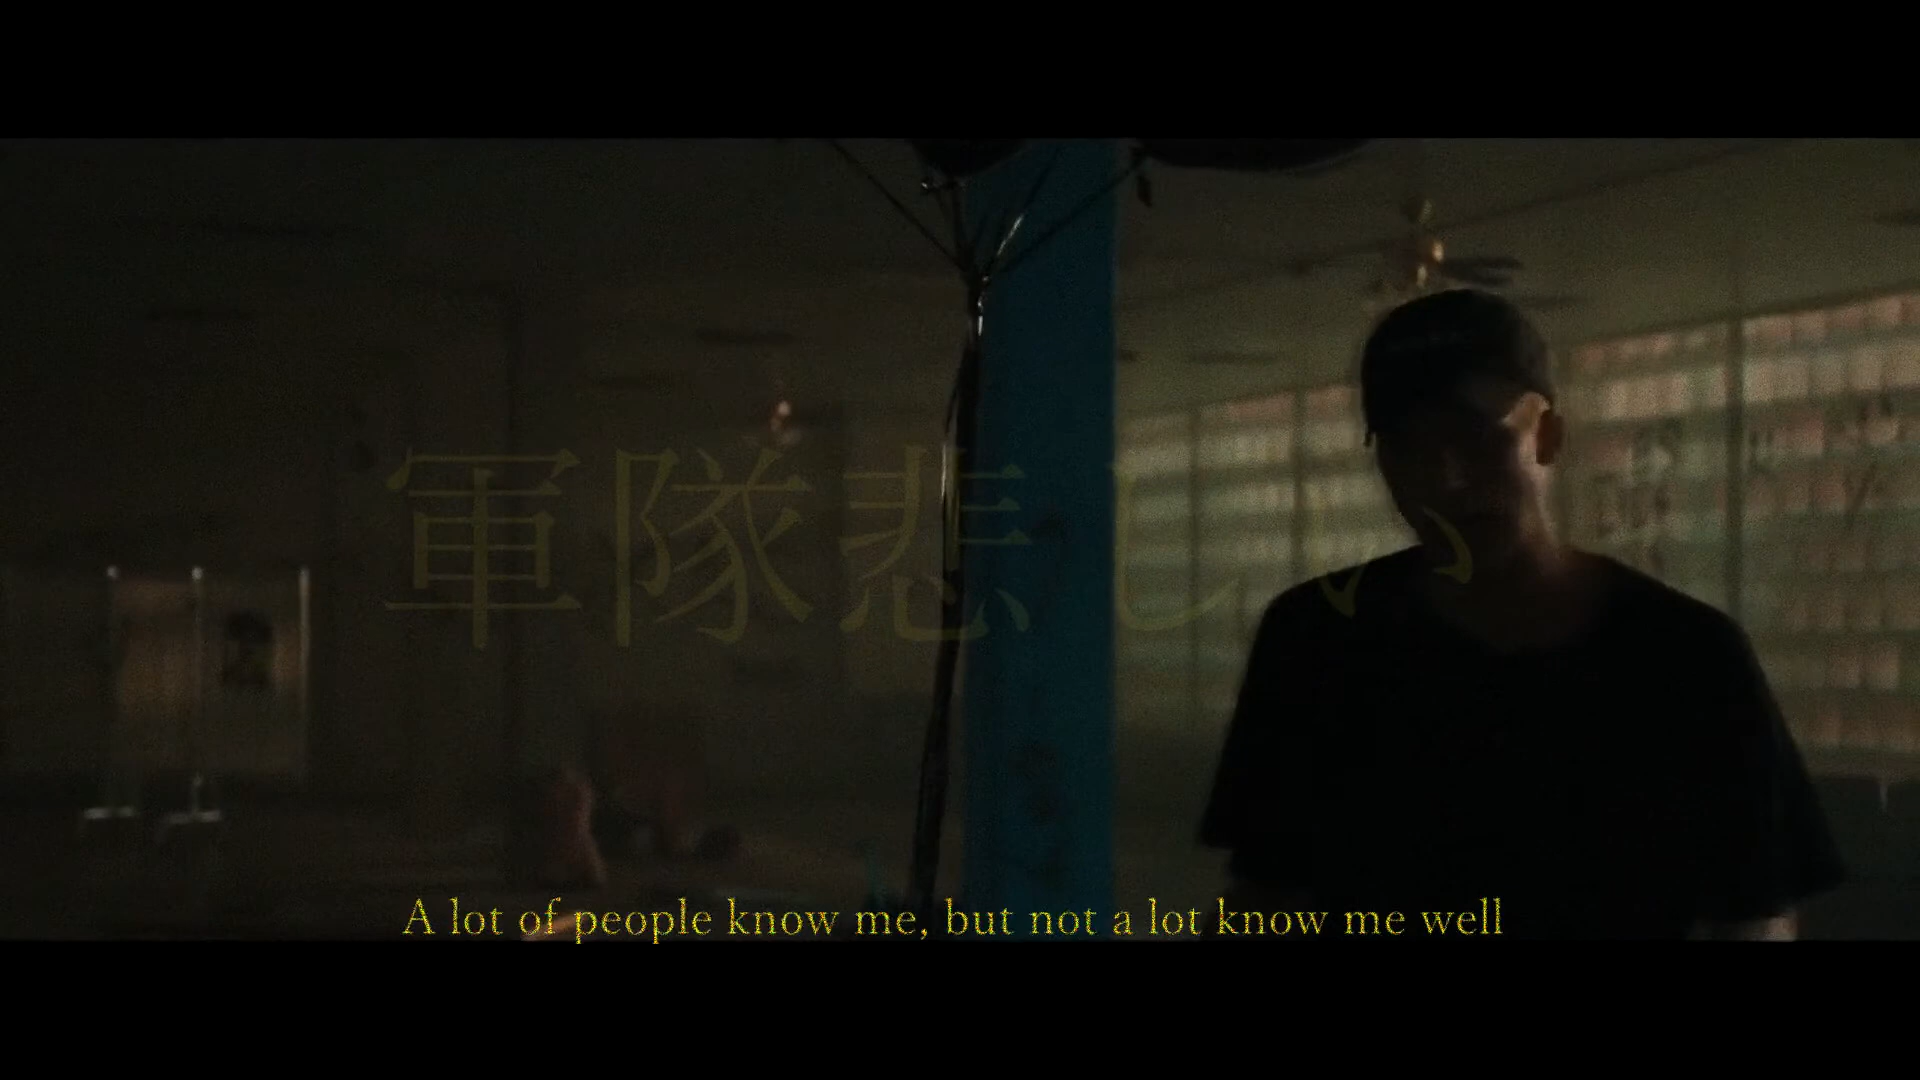 軍隊悲しい
A lot of people know me, but not a lot know me well